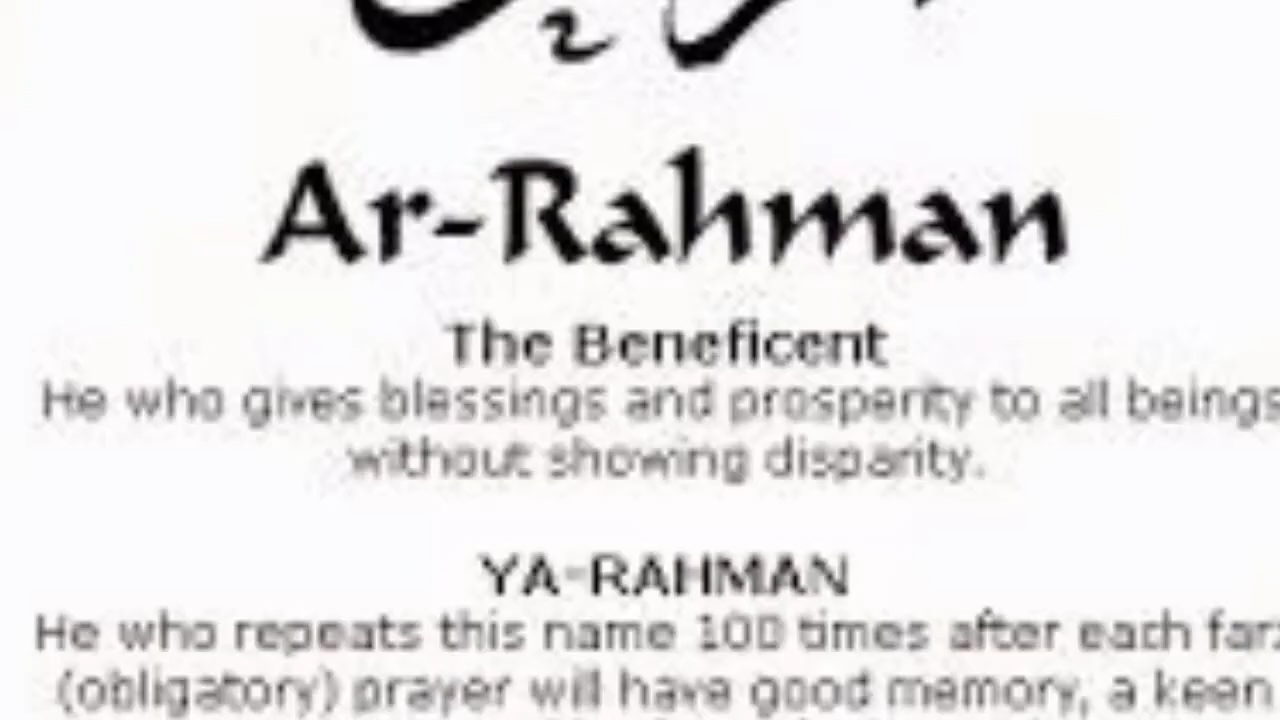 Ar-Rahman
The Beneficent
He who gives blessings and prosperity to all beings
without showing disparity.
YA-RAHMAN
He who repeats this name 100 times after each farz
(obligatory) prayer will have good memory, a keen